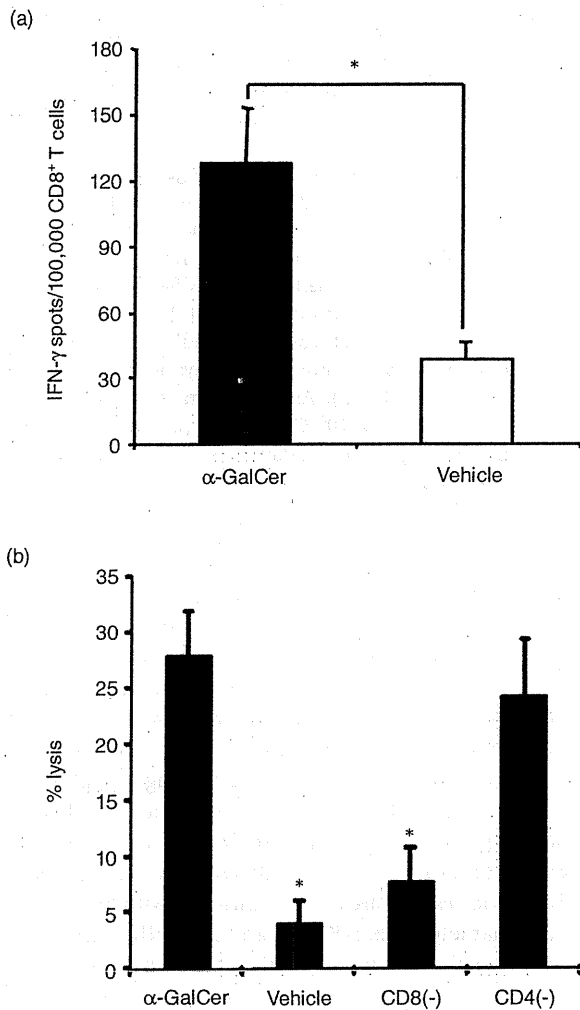 (a)
IFN-γ spots/100,000 CD8⁺ T cells
180
150
120
90
60
30
0
*
α-GalCer
Vehicle
(b)
% lysis
35
30
25
20
15
10
5
0
*
*
α-GalCer
Vehicle
CD8(-)
CD4(-)